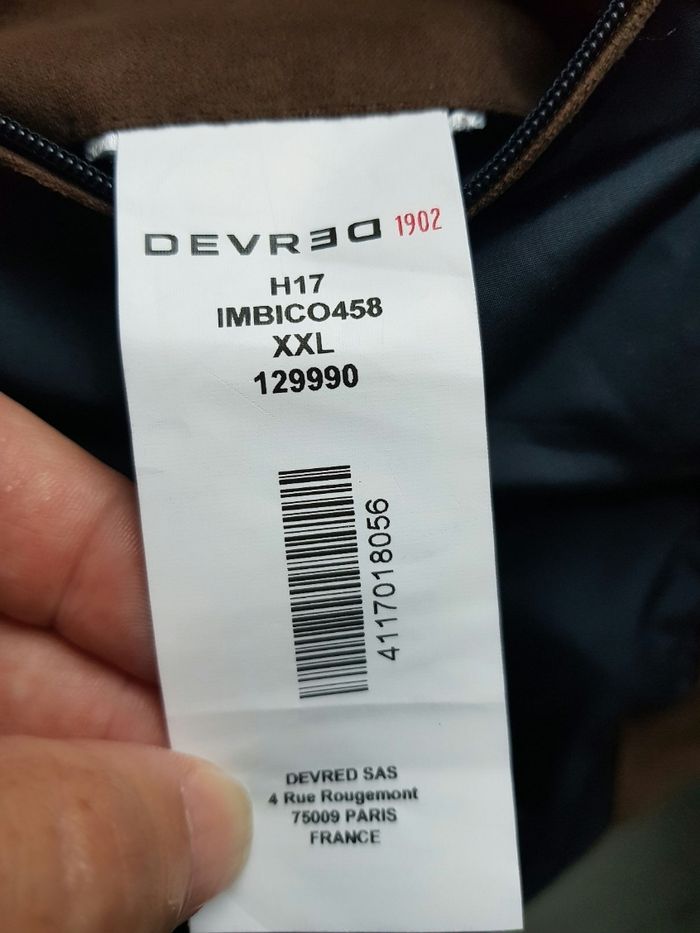 DEVRED 1902
H17
IMBICO458
XXL
129990
4117018056
DEVRED SAS
4 Rue Rougemont
75009 PARIS
FRANCE